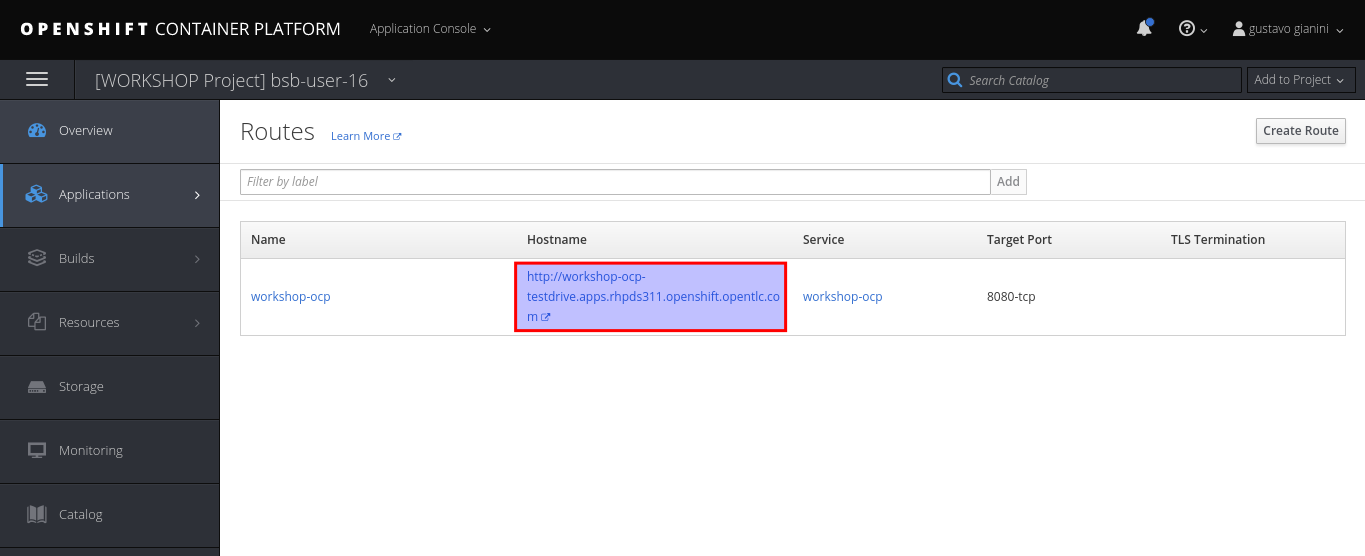 OPENSHIFT CONTAINER PLATFORM
Application Console
gustavo gianini
[WORKSHOP Project] bsb-user-16
Search Catalog
Add to Project
Overview
Applications
Builds
Resources
Storage
Monitoring
Catalog
Routes
Learn More
Create Route
Filter by label
Add
Name Hostname Service Target Port TLS Termination
workshop-ocp
http://workshop-ocp-
testdrive.apps.rhpds311.openshift.opentlc.co
m
workshop-ocp
8080-tcp